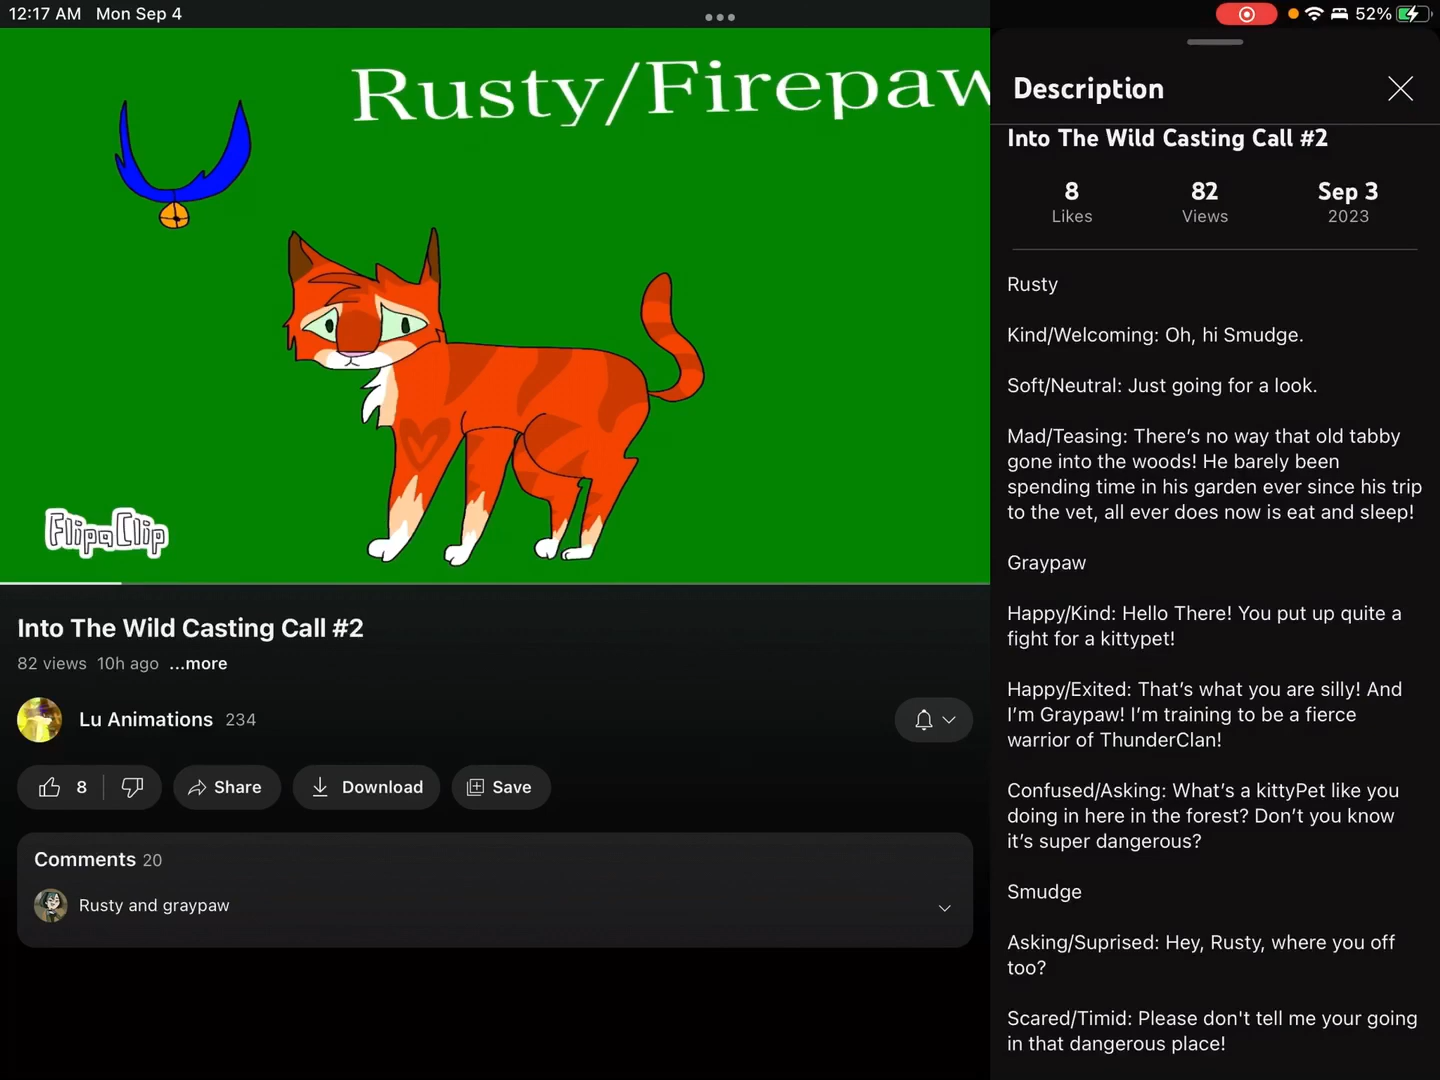 12:17 AM Mon Sep 4
52%
Rusty/Firepaw
FlipaClip
Into The Wild Casting Call #2
82 views 10h ago ...more
Lu Animations 234
8 Share Download Save
Comments 20
Rusty and graypaw
Description
Into The Wild Casting Call #2
8 82 Sep 3
Likes Views 2023
Rusty
Kind/Welcoming: Oh, hi Smudge.
Soft/Neutral: Just going for a look.
Mad/Teasing: There’s no way that old tabby
gone into the woods! He barely been
spending time in his garden ever since his trip
to the vet, all ever does now is eat and sleep!
Graypaw
Happy/Kind: Hello There! You put up quite a
fight for a kittypet!
Happy/Exited: That’s what you are silly! And
I’m Graypaw! I’m training to be a fierce
warrior of ThunderClan!
Confused/Asking: What’s a kittyPet like you
doing in here in the forest? Don’t you know
it’s super dangerous?
Smudge
Asking/Suprised: Hey, Rusty, where you off
too?
Scared/Timid: Please don't tell me your going
in that dangerous place!